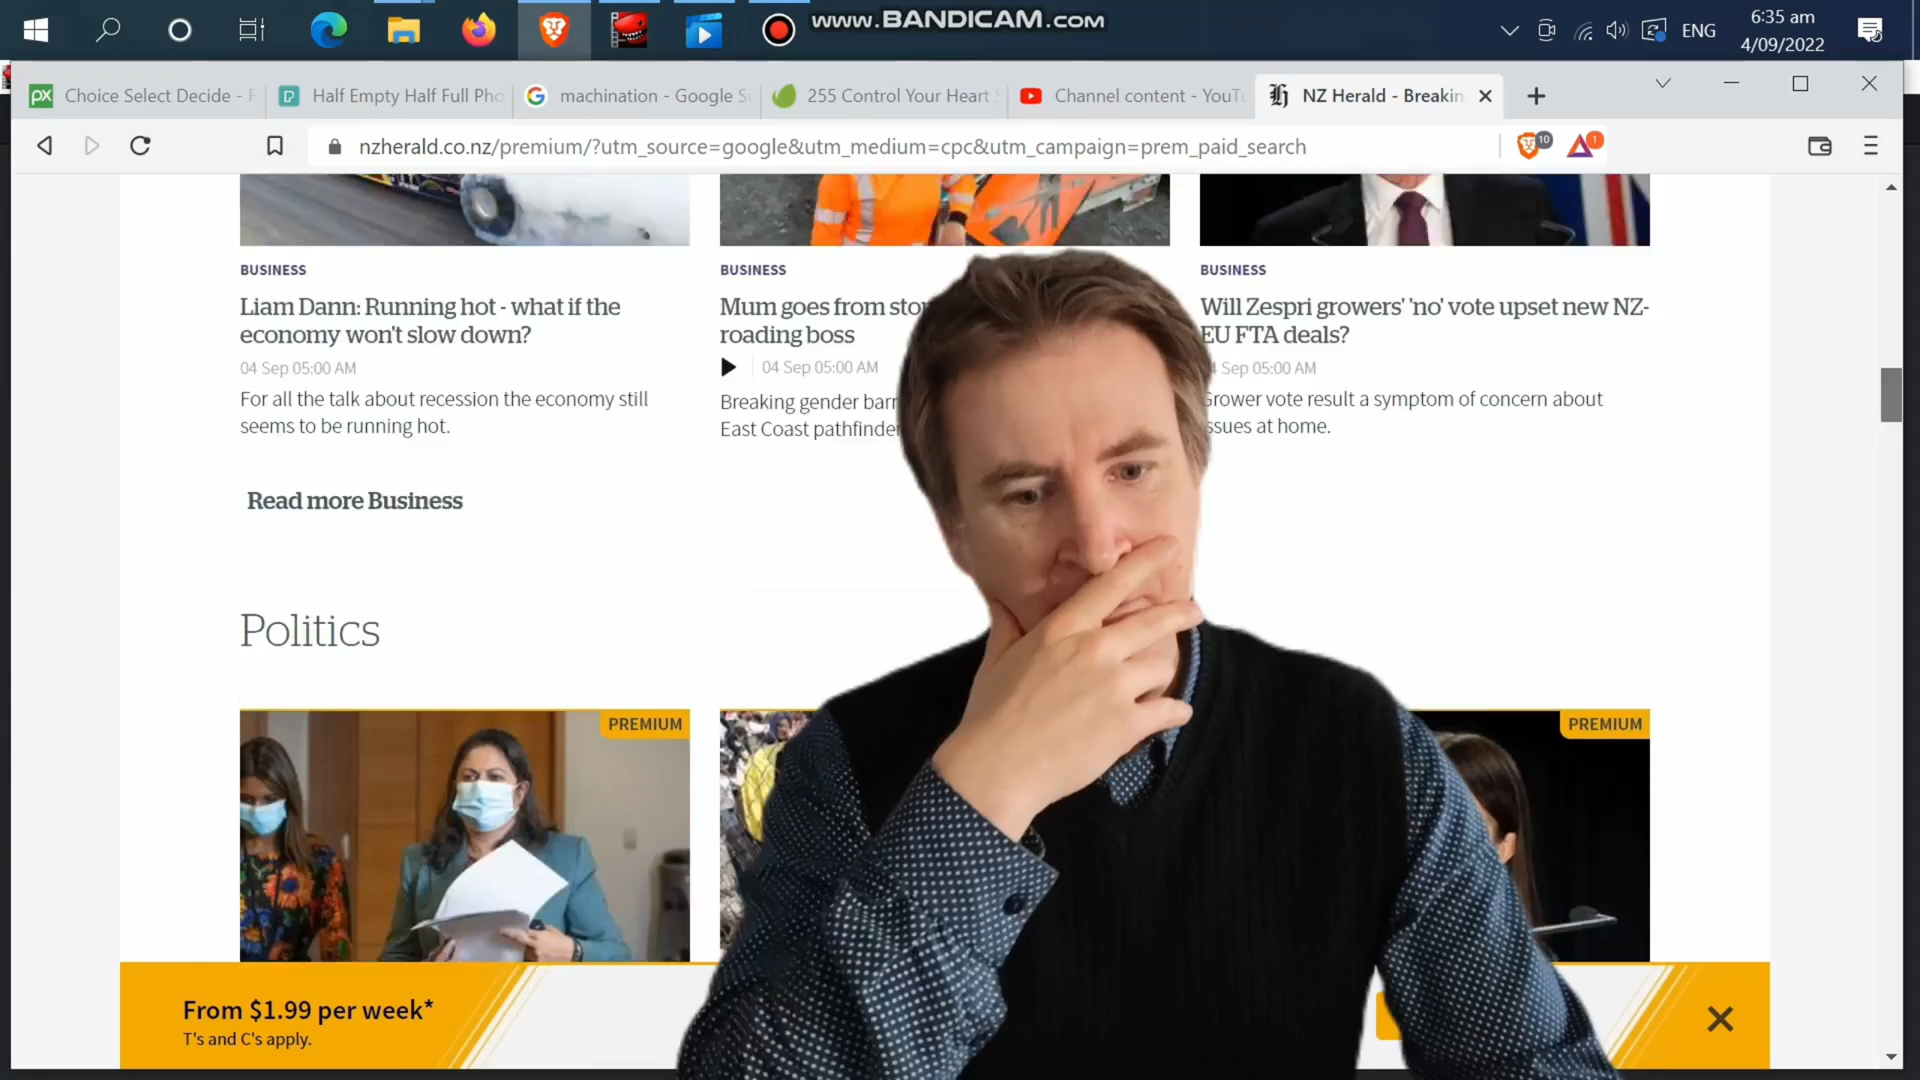 www.BANDICAM.com
ENG
6:35 am
4/09/2022
Choice Select Decide - F
Half Empty Half Full Pho
machination - Google S
255 Control Your Heart
Channel content - YouTu
NZ Herald - Breakin
nzherald.co.nz/premium/?utm_source=google&utm_medium=cpc&utm_campaign=prem_paid_search
10
1
BUSINESS
Liam Dann: Running hot - what if the
economy won't slow down?
04 Sep 05:00 AM
For all the talk about recession the economy still
seems to be running hot.
BUSINESS
Mum goes from sto
roading boss
04 Sep 05:00 AM
Breaking gender barr
East Coast pathfinder
BUSINESS
Will Zespri growers' 'no' vote upset new NZ-
EU FTA deals?
4 Sep 05:00 AM
Grower vote result a symptom of concern about
issues at home.
Read more Business
Politics
PREMIUM
PREMIUM
From $1.99 per week*
T's and C's apply.